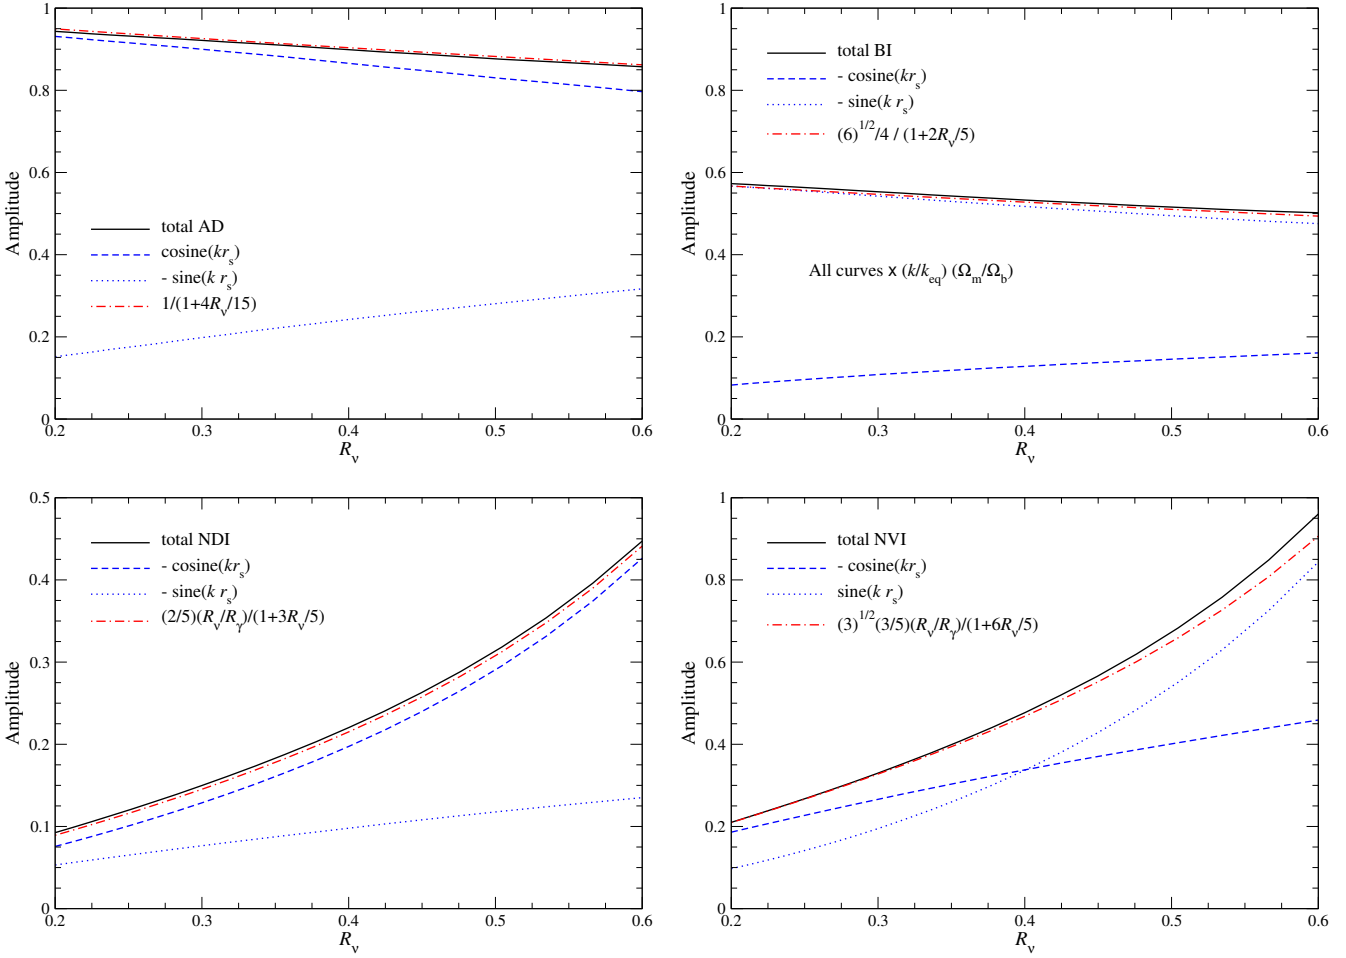 1
0.8
0.6
0.4
0.2
0
Amplitude
total AD
cosine(kr_s)
- sine(k r_s)
1/(1+4R_ν/15)
0.2 0.3 0.4 0.5 0.6
R_ν
1
0.8
0.6
0.4
0.2
0
Amplitude
total BI
- cosine(kr_s)
- sine(k r_s)
(6)^1/2/4 / (1+2R_ν/5)
All curves x (k/k_eq) (Ω_m/Ω_b)
0.2 0.3 0.4 0.5 0.6
R_ν
0.5
0.4
0.3
0.2
0.1
0
Amplitude
total NDI
- cosine(kr_s)
- sine(k r_s)
(2/5)(R_ν/R_γ)/(1+3R_ν/5)
0.2 0.3 0.4 0.5 0.6
R_ν
1
0.8
0.6
0.4
0.2
0
Amplitude
total NVI
- cosine(kr_s)
sine(k r_s)
(3)^1/2(3/5)(R_ν/R_γ)/(1+6R_ν/5)
0.2 0.3 0.4 0.5 0.6
R_ν